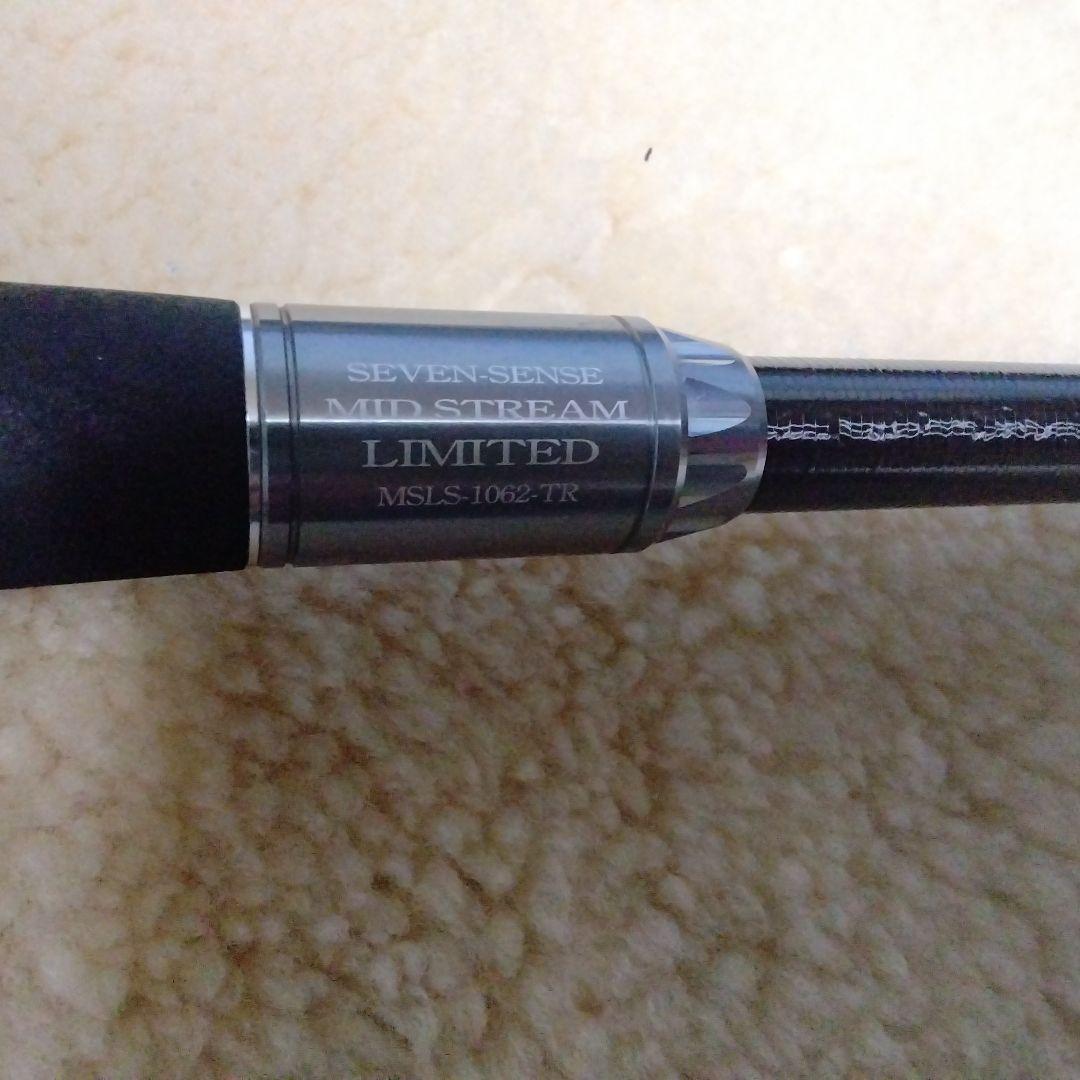 SEVEN-SENSE
MID STREAM
LIMITED
MSLS-1062-TR